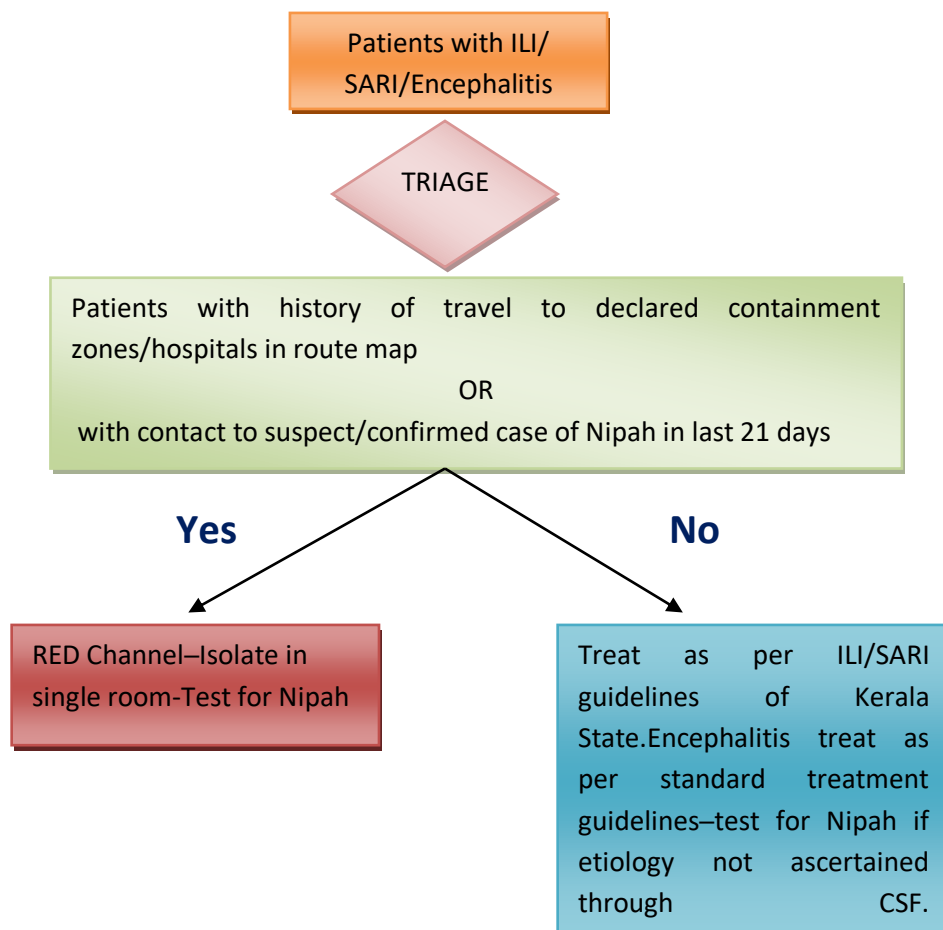 Patients with ILI/
SARI/Encephalitis
TRIAGE
Patients with history of travel to declared containment
zones/hospitals in route map
OR
with contact to suspect/confirmed case of Nipah in last 21 days
Yes
No
RED Channel–Isolate in
single room-Test for Nipah
Treat as per ILI/SARI
guidelines of Kerala
State.Encephalitis treat as
per standard treatment
guidelines–test for Nipah if
etiology not ascertained
through CSF.